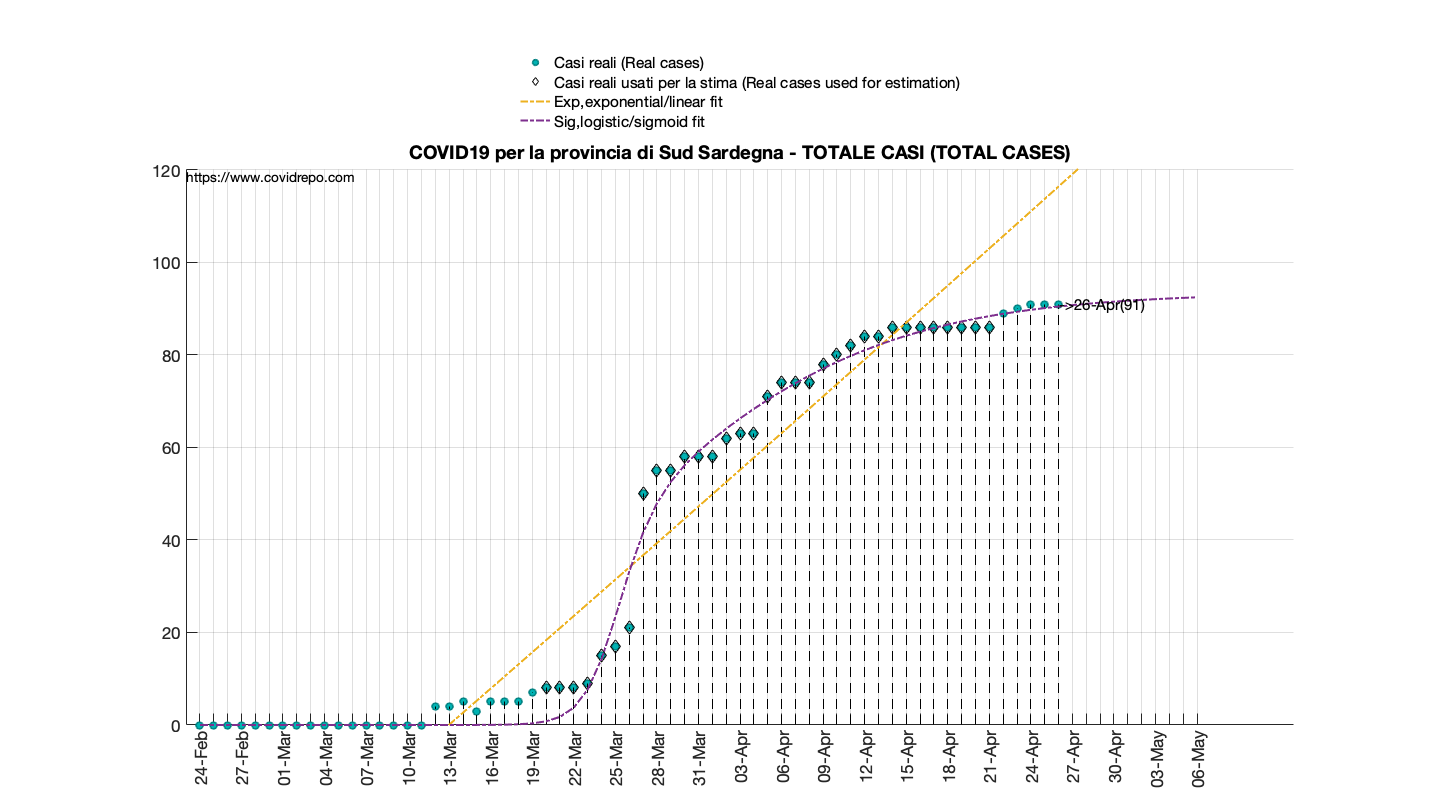 Casi reali (Real cases)
Casi reali usati per la stima (Real cases used for estimation)
Exp,exponential/linear fit
Sig,logistic/sigmoid fit
COVID19 per la provincia di Sud Sardegna - TOTALE CASI (TOTAL CASES)
https://www.covidrepo.com
120
100
80
60
40
20
0
->26-Apr(91)
24-Feb
27-Feb
01-Mar
04-Mar
07-Mar
10-Mar
13-Mar
16-Mar
19-Mar
22-Mar
25-Mar
28-Mar
31-Mar
03-Apr
06-Apr
09-Apr
12-Apr
15-Apr
18-Apr
21-Apr
24-Apr
27-Apr
30-Apr
03-May
06-May